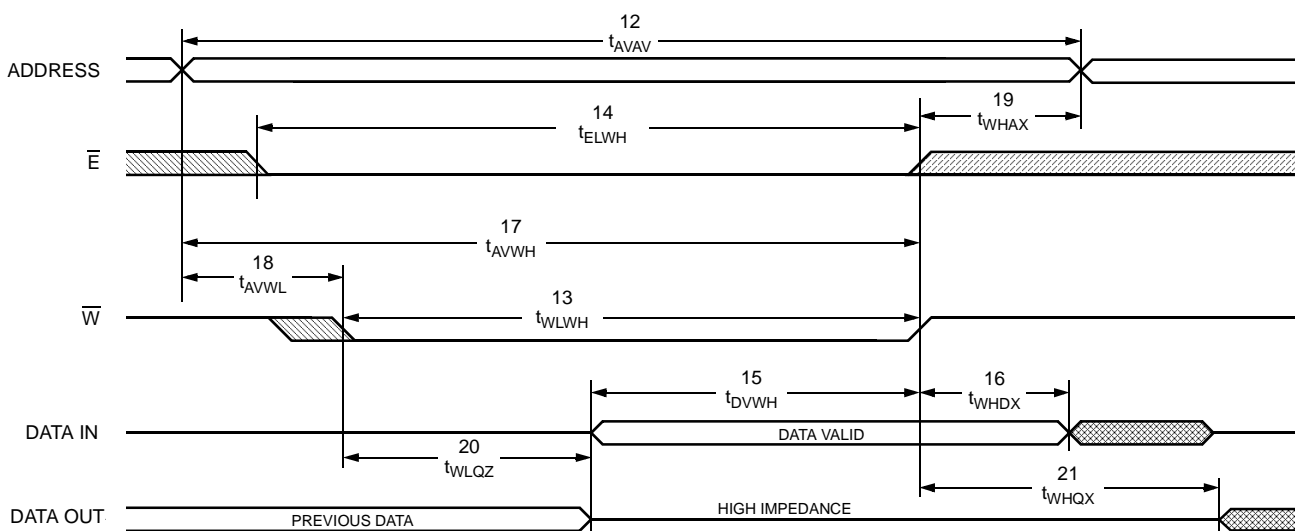 12
tAVAV
ADDRESS
19
tWHAX
14
tELWH
E
17
tAVWH
18
tAVWL
13
tWLWH
W
15
tDVWH
16
tWHDX
DATA IN
DATA VALID
20
tWLQZ
21
tWHQX
DATA OUT
PREVIOUS DATA
HIGH IMPEDANCE